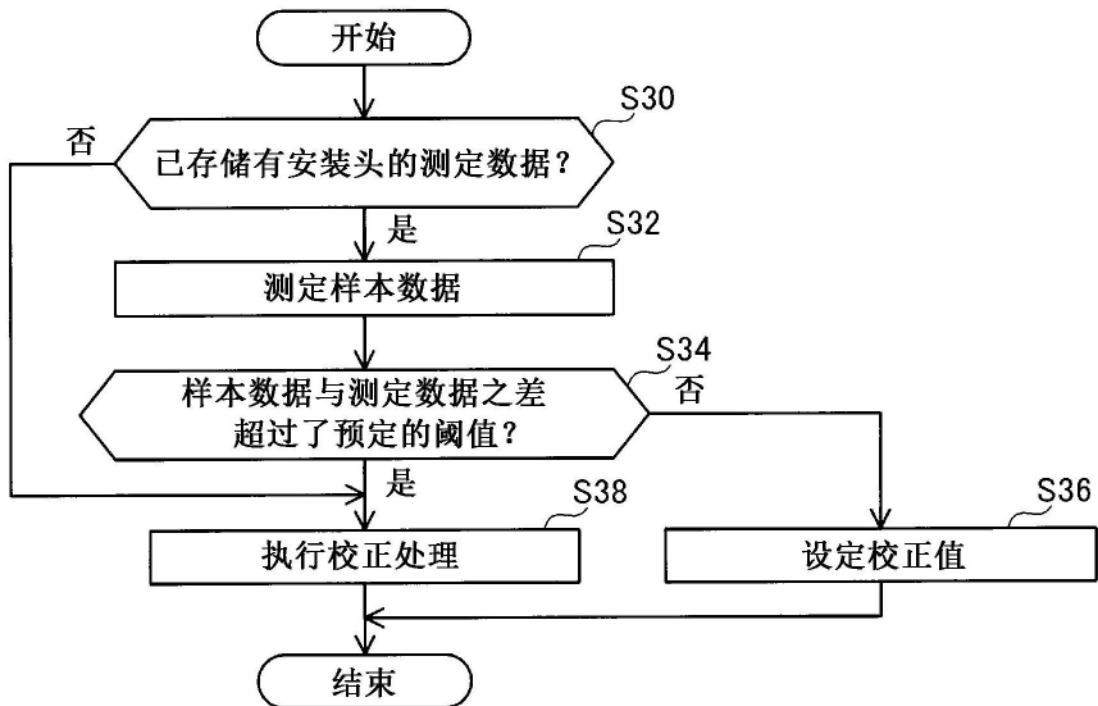 开始
S30
否
已存储有安装头的测定数据？
是
S32
测定样本数据
S34
样本数据与测定数据之差
超过了预定的阈值？
否
是
S38
执行校正处理
S36
设定校正值
结束